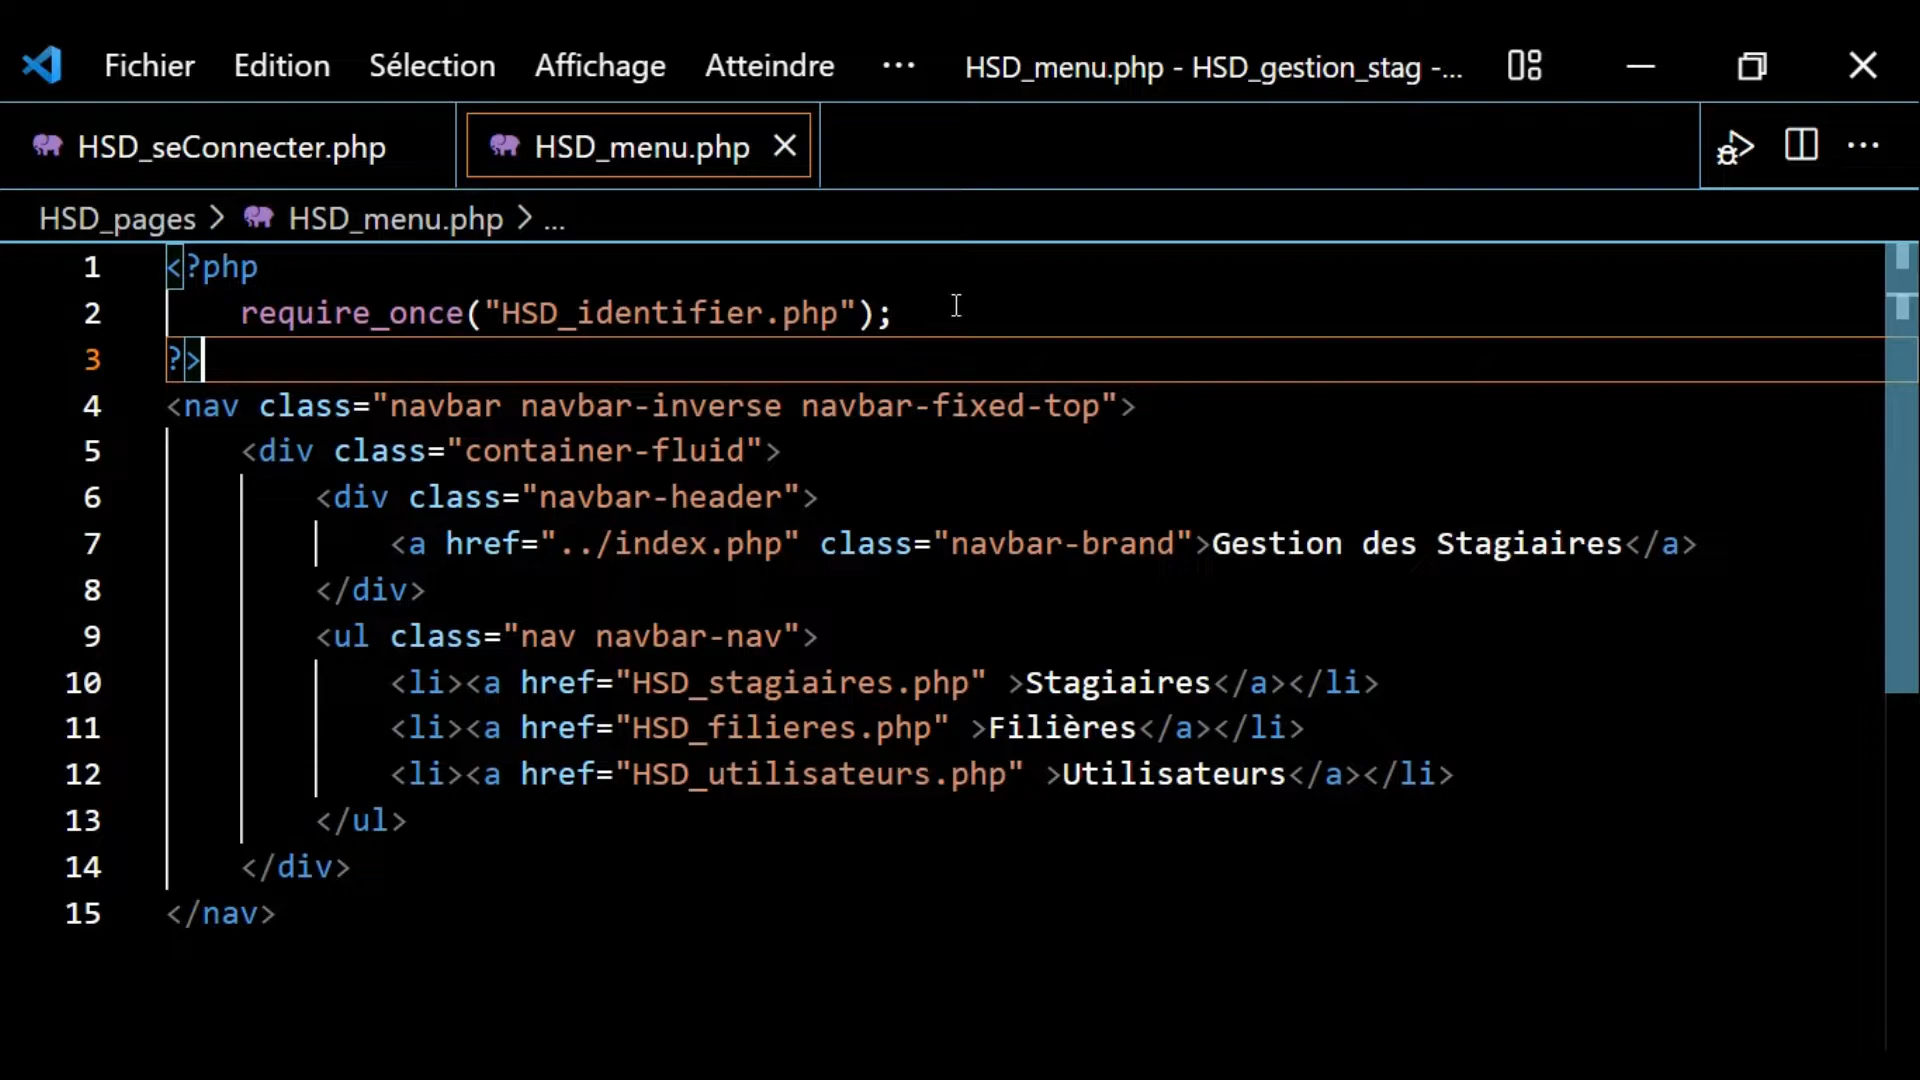 Fichier Edition Sélection Affichage Atteindre ··· HSD_menu.php - HSD_gestion_stag -...
HSD_seConnecter.php HSD_menu.php
HSD_pages > HSD_menu.php > ...
1 <?php
2 require_once("HSD_identifier.php");
3 ?>
4 <nav class="navbar navbar-inverse navbar-fixed-top">
5 <div class="container-fluid">
6 <div class="navbar-header">
7 <a href="../index.php" class="navbar-brand">Gestion des Stagiaires</a>
8 </div>
9 <ul class="nav navbar-nav">
10 <li><a href="HSD_stagiaires.php" >Stagiaires</a></li>
11 <li><a href="HSD_filieres.php" >Filières</a></li>
12 <li><a href="HSD_utilisateurs.php" >Utilisateurs</a></li>
13 </ul>
14 </div>
15 </nav>